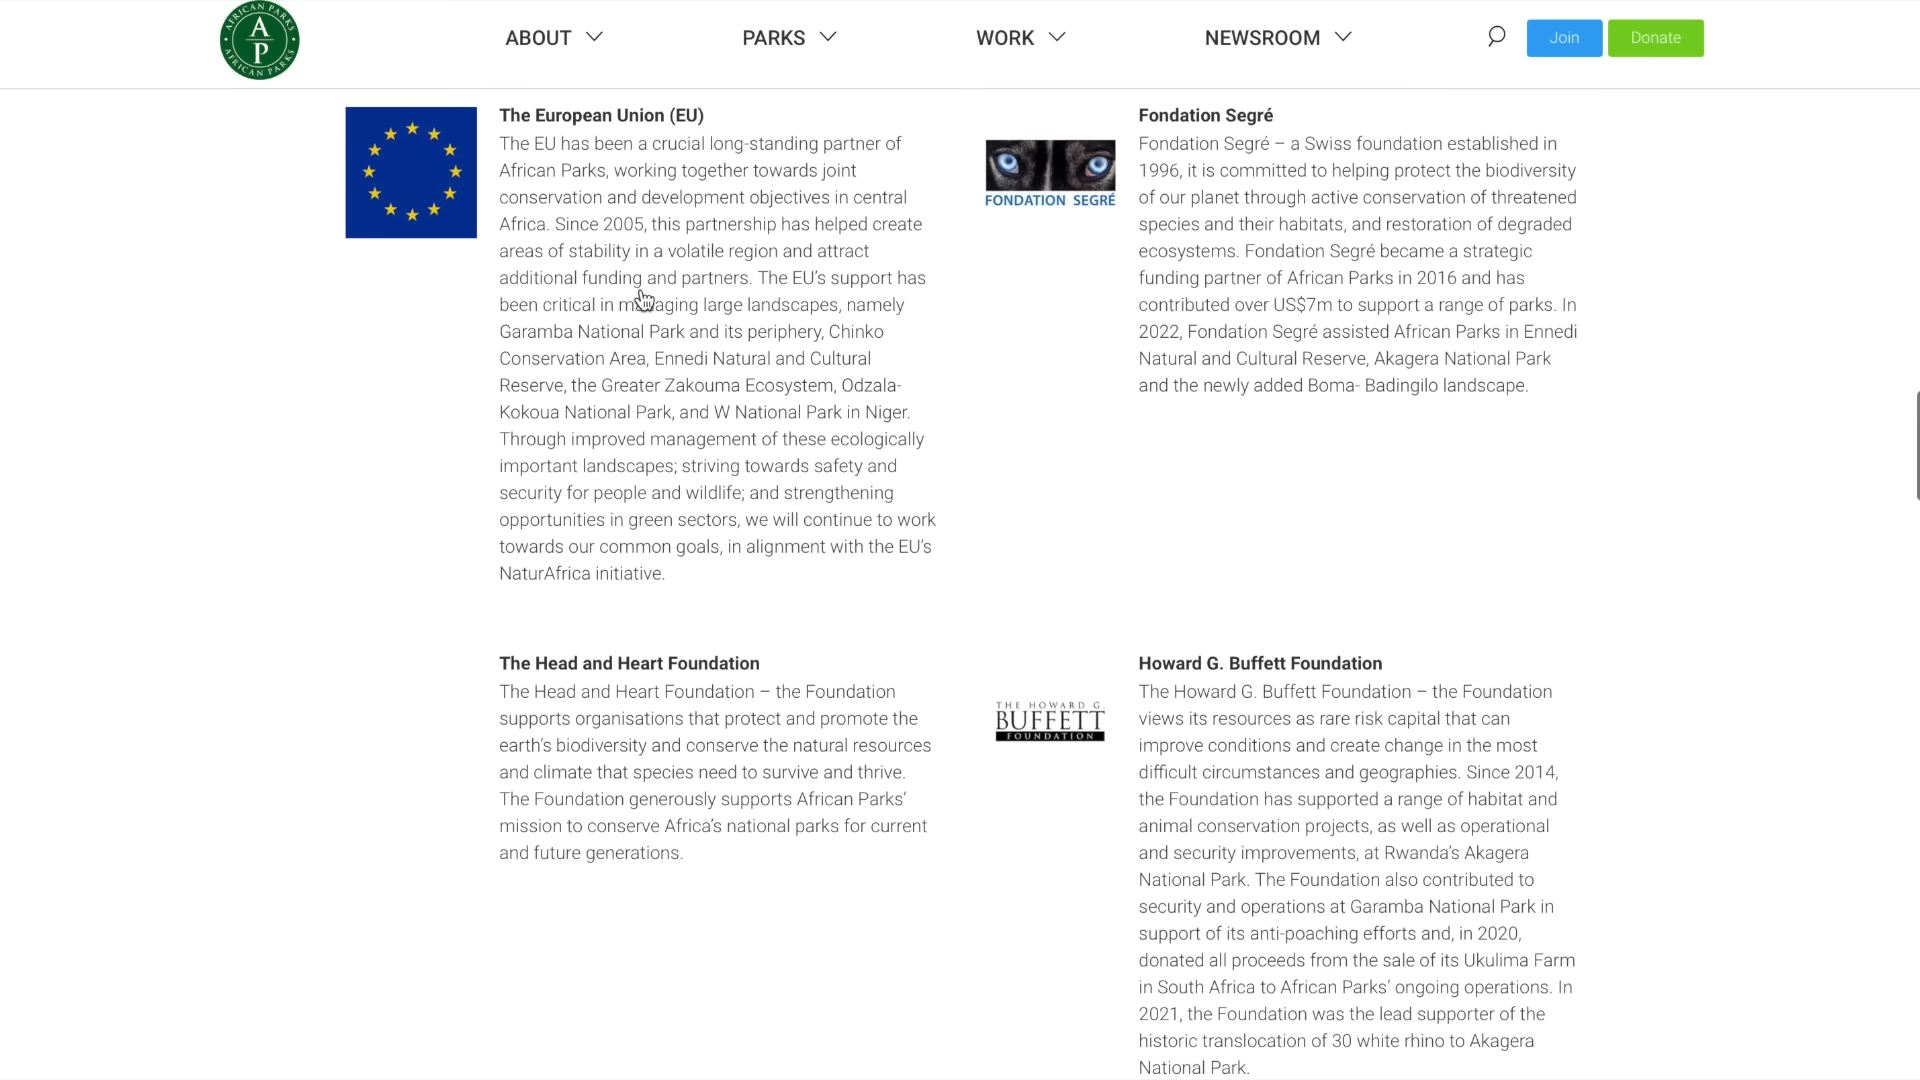 AFRICAN PARKS
A
P
AFRICAN PARKS
ABOUT
PARKS
WORK
NEWSROOM
Join
Donate
The European Union (EU)
The EU has been a crucial long-standing partner of
African Parks, working together towards joint
conservation and development objectives in central
Africa. Since 2005, this partnership has helped create
areas of stability in a volatile region and attract
additional funding and partners. The EU’s support has
been critical in managing large landscapes, namely
Garamba National Park and its periphery, Chinko
Conservation Area, Ennedi Natural and Cultural
Reserve, the Greater Zakouma Ecosystem, Odzala-
Kokoua National Park, and W National Park in Niger.
Through improved management of these ecologically
important landscapes; striving towards safety and
security for people and wildlife; and strengthening
opportunities in green sectors, we will continue to work
towards our common goals, in alignment with the EU’s
NaturAfrica initiative.
FONDATION SEGRÉ
Fondation Segré
Fondation Segré – a Swiss foundation established in
1996, it is committed to helping protect the biodiversity
of our planet through active conservation of threatened
species and their habitats, and restoration of degraded
ecosystems. Fondation Segré became a strategic
funding partner of African Parks in 2016 and has
contributed over US$7m to support a range of parks. In
2022, Fondation Segré assisted African Parks in Ennedi
Natural and Cultural Reserve, Akagera National Park
and the newly added Boma- Badingilo landscape.
The Head and Heart Foundation
The Head and Heart Foundation – the Foundation
supports organisations that protect and promote the
earth’s biodiversity and conserve the natural resources
and climate that species need to survive and thrive.
The Foundation generously supports African Parks’
mission to conserve Africa’s national parks for current
and future generations.
THE HOWARD G.
BUFFETT
FOUNDATION
Howard G. Buffett Foundation
The Howard G. Buffett Foundation – the Foundation
views its resources as rare risk capital that can
improve conditions and create change in the most
difficult circumstances and geographies. Since 2014,
the Foundation has supported a range of habitat and
animal conservation projects, as well as operational
and security improvements, at Rwanda’s Akagera
National Park. The Foundation also contributed to
security and operations at Garamba National Park in
support of its anti-poaching efforts and, in 2020,
donated all proceeds from the sale of its Ukulima Farm
in South Africa to African Parks’ ongoing operations. In
2021, the Foundation was the lead supporter of the
historic translocation of 30 white rhino to Akagera
National Park.